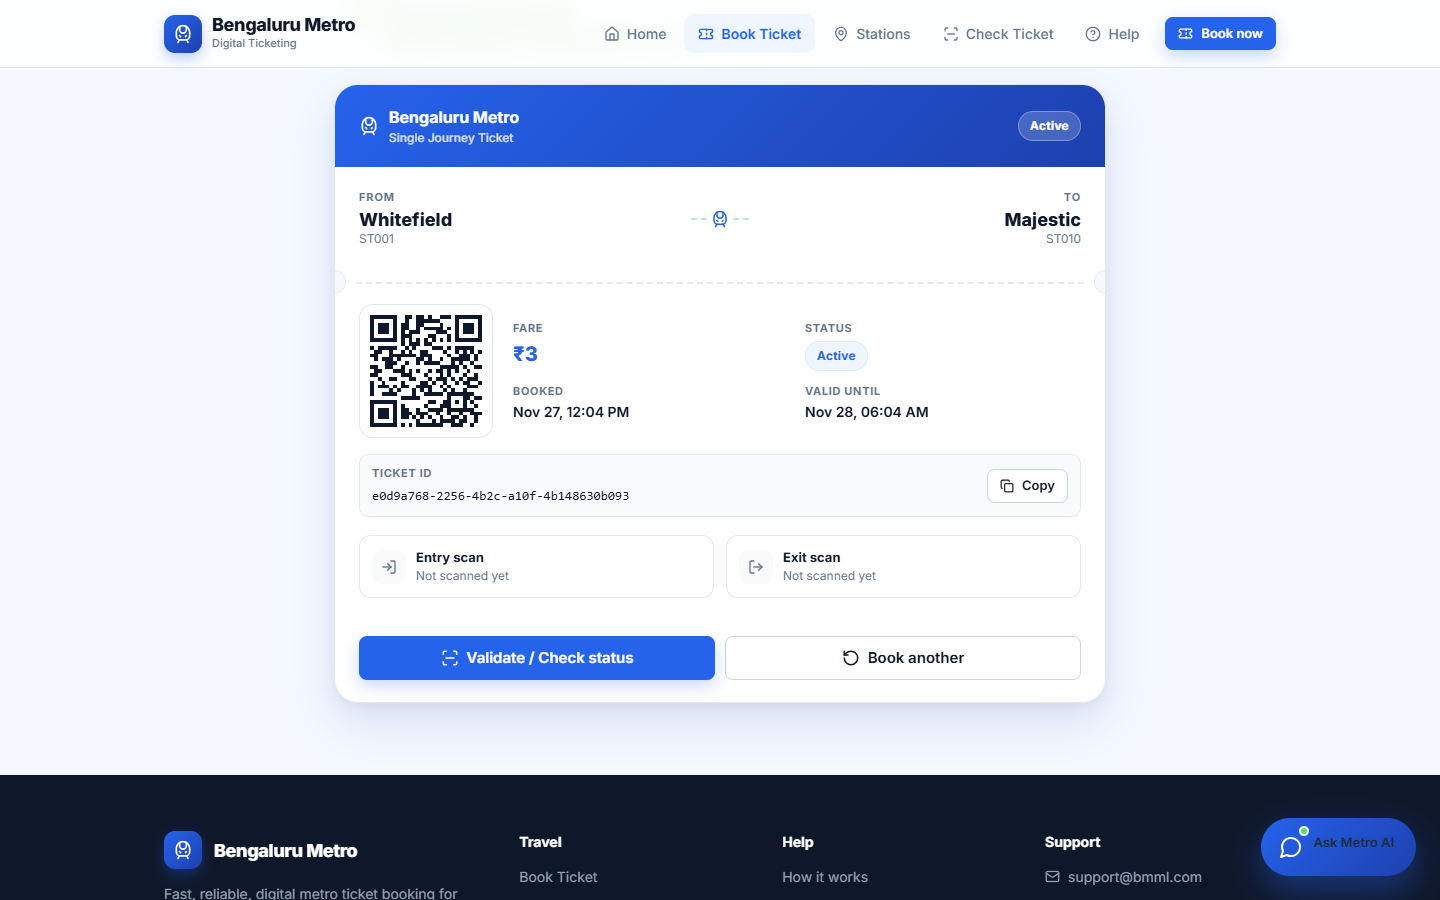 Bengaluru Metro
Digital Ticketing
Home
Book Ticket
Stations
Check Ticket
Help
Book now
Bengaluru Metro
Single Journey Ticket
Active
FROM
TO
Whitefield
Majestic
ST001
ST010
FARE
STATUS
₹3
Active
BOOKED
VALID UNTIL
Nov 27, 12:04 PM
Nov 28, 06:04 AM
TICKET ID
e0d9a768-2256-4b2c-a10f-4b148630b093
Copy
Entry scan
Not scanned yet
Exit scan
Not scanned yet
Validate / Check status
Book another
Bengaluru Metro
Fast, reliable, digital metro ticket booking for
Travel
Book Ticket
Help
How it works
Support
support@bmml.com
Ask Metro AI